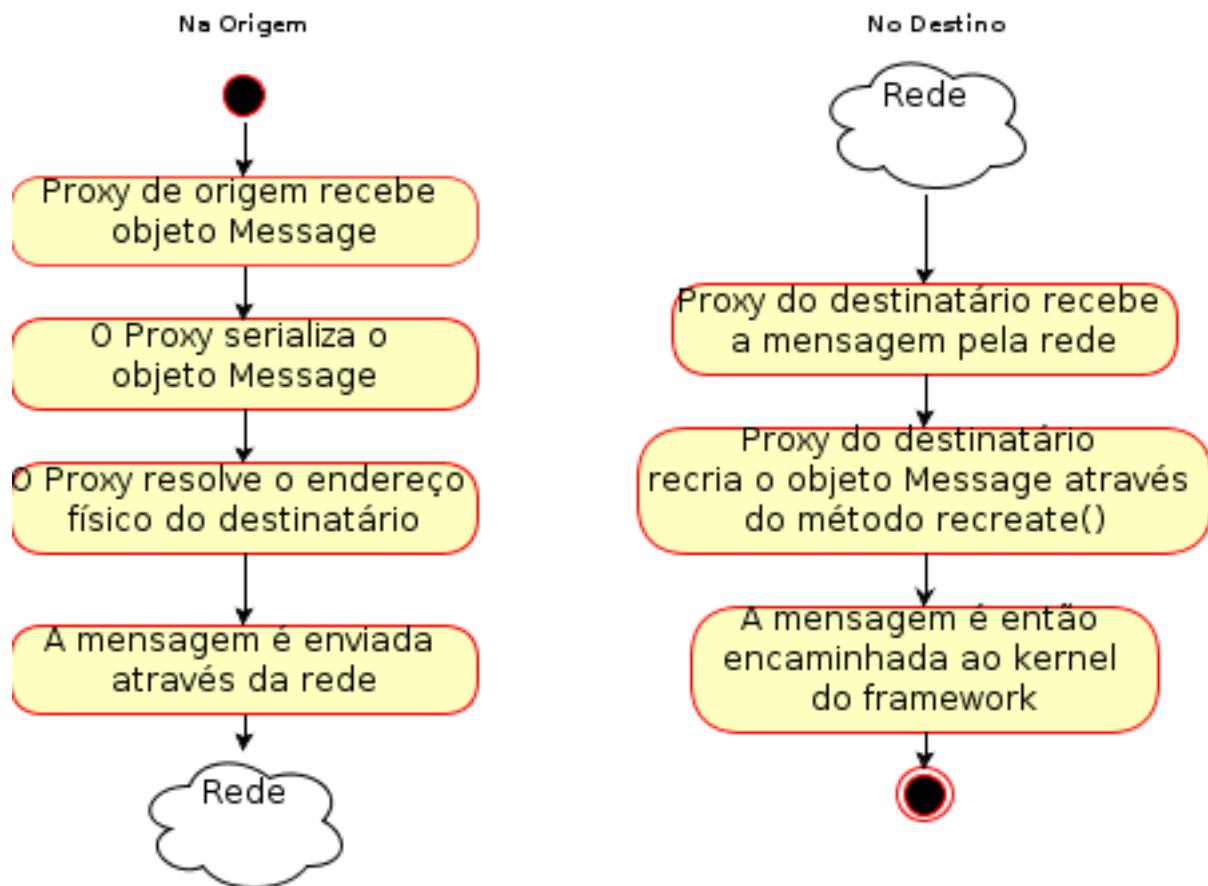 Na Origem
Proxy de origem recebe
objeto Message
O Proxy serializa o
objeto Message
O Proxy resolve o endereço
físico do destinatário
A mensagem é enviada
através da rede
Rede
No Destino
Rede
Proxy do destinatário recebe
a mensagem pela rede
Proxy do destinatário
recria o objeto Message através
do método recreate()
A mensagem é então
encaminhada ao kernel
do framework